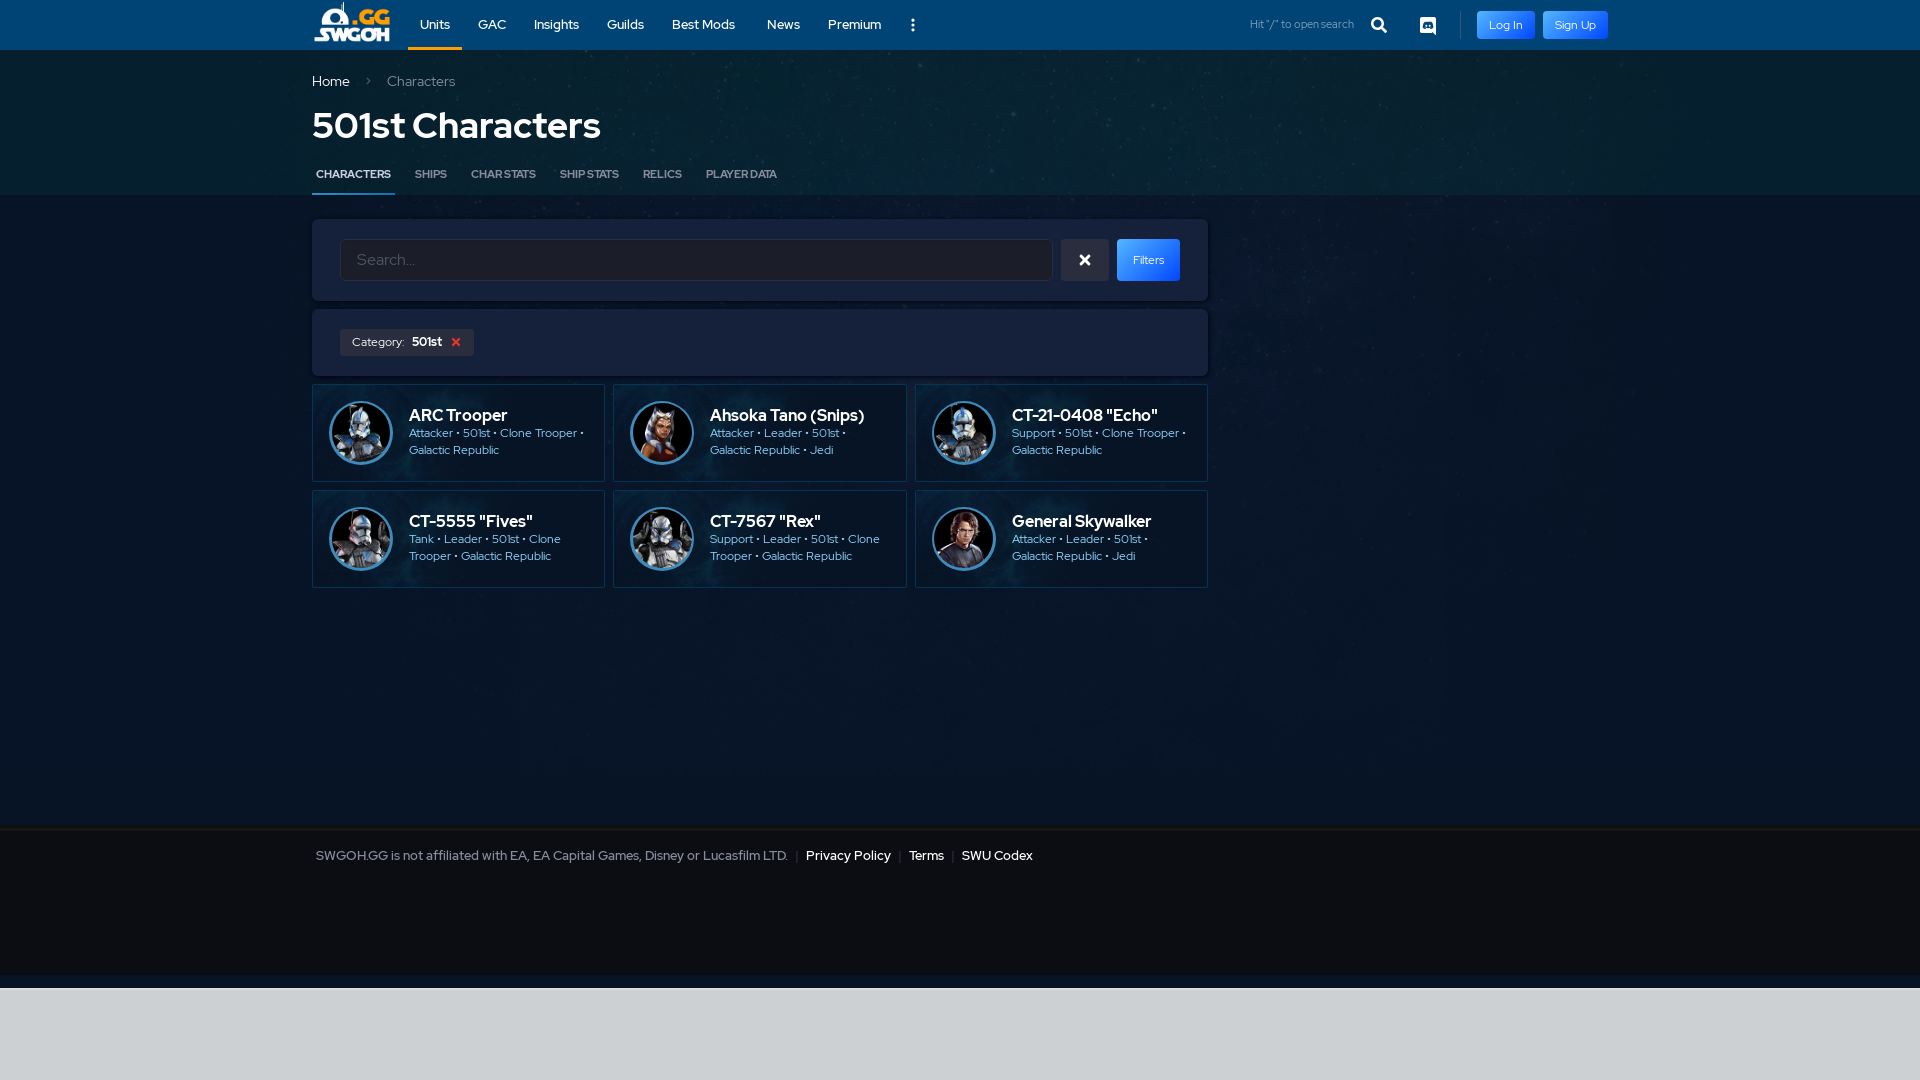 .GG
SWGOH
Units
GAC
Insights
Guilds
Best Mods
News
Premium
Hit "/" to open search
Log In
Sign Up
Home
Characters
501st Characters
CHARACTERS
SHIPS
CHAR STATS
SHIP STATS
RELICS
PLAYER DATA
Search...
Filters
Category: 501st
ARC Trooper
Attacker • 501st • Clone Trooper •
Galactic Republic
Ahsoka Tano (Snips)
Attacker • Leader • 501st •
Galactic Republic • Jedi
CT-21-0408 "Echo"
Support • 501st • Clone Trooper •
Galactic Republic
CT-5555 "Fives"
Tank • Leader • 501st • Clone
Trooper • Galactic Republic
CT-7567 "Rex"
Support • Leader • 501st • Clone
Trooper • Galactic Republic
General Skywalker
Attacker • Leader • 501st •
Galactic Republic • Jedi
SWGOH.GG is not affiliated with EA, EA Capital Games, Disney or Lucasfilm LTD. | Privacy Policy | Terms | SWU Codex